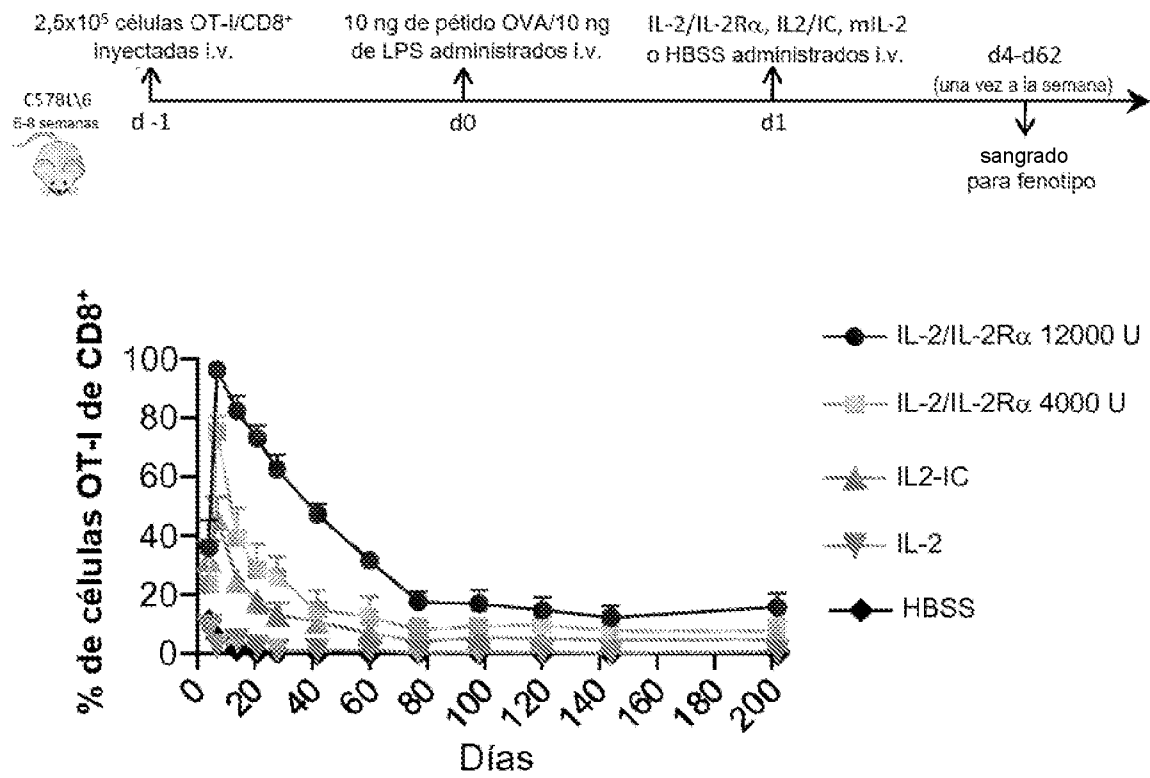 2,5x10⁵ células OT-I/CD8⁺
inyectadas i.v.
10 ng de pétido OVA/10 ng
de LPS administrados i.v.
IL-2/IL-2Rα, IL2/IC, mIL-2
o HBSS administrados i.v.
d4-d62
(una vez a la semana)
C57Bl\6
6-8 semanas
d -1
d0
d1
sangrado
para fenotipo
% de células OT-I de CD8⁺
100
80
60
40
20
0
0
20
40
60
80
100
120
140
160
180
200
Días
IL-2/IL-2Rα 12000 U
IL-2/IL-2Rα 4000 U
IL2-IC
IL-2
HBSS